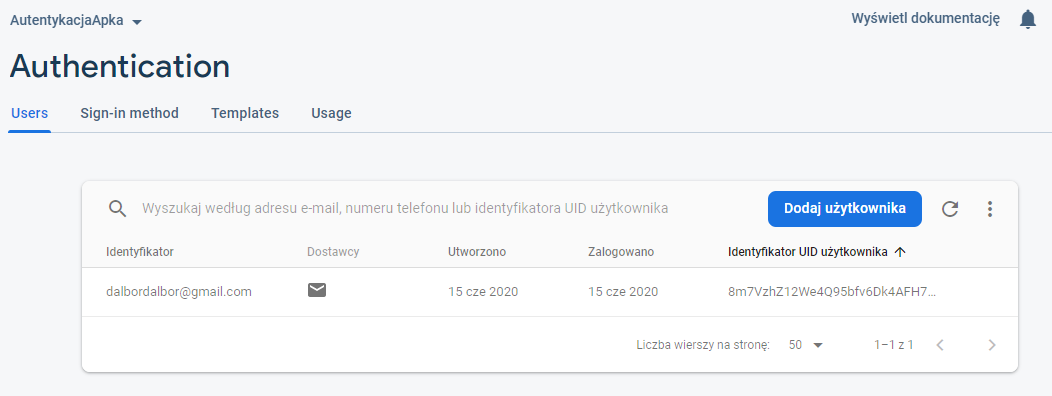 AutentykacjaApka
Wyświetl dokumentację
Authentication
Users Sign-in method Templates Usage
Wyszukaj według adresu e-mail, numeru telefonu lub identyfikatora UID użytkownika
Dodaj użytkownika
Identyfikator Dostawcy Utworzono Zalogowano Identyfikator UID użytkownika
dalbordalbor@gmail.com 15 cze 2020 15 cze 2020 8m7VzhZ12We4Q95bfv6Dk4AFH7...
Liczba wierszy na stronę: 50 1–1 z 1